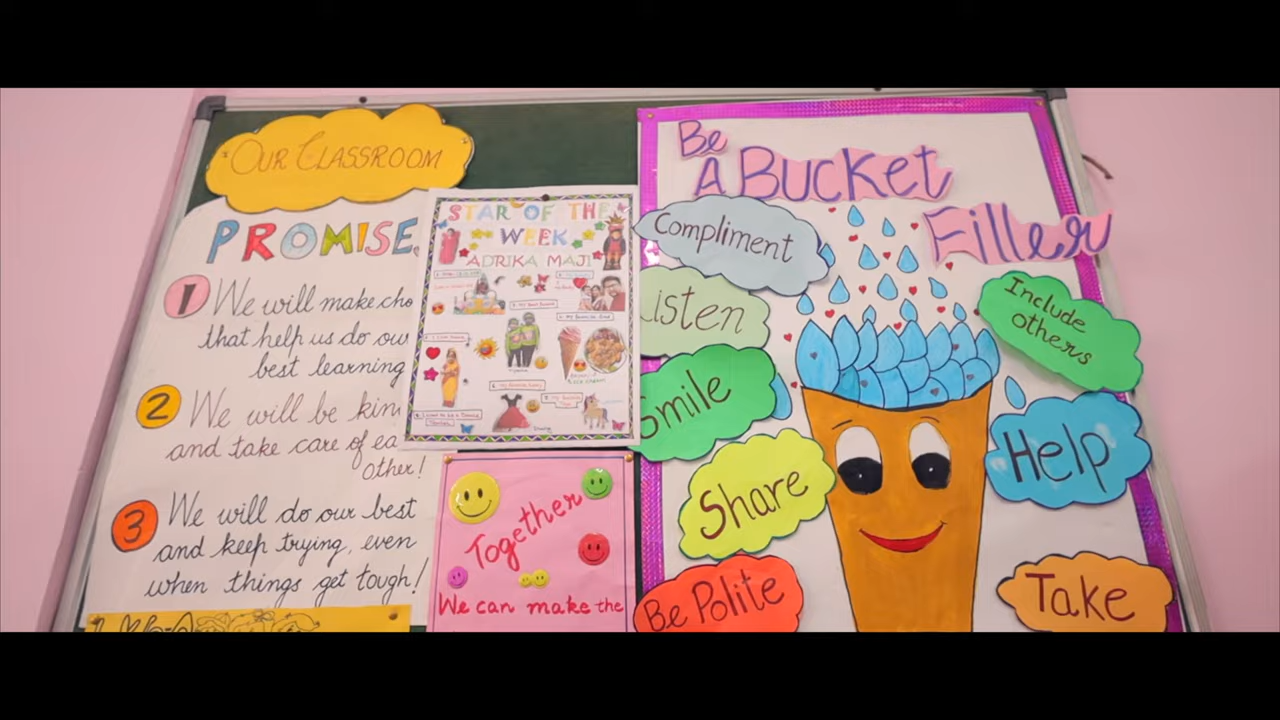 OUR CLASSROOM
PROMISE
1 We will make cho
that help us do our
best learning
2 We will be kin
and take care of ea
other!
3 We will do our best
and keep trying, even
when things get tough!
STAR OF THE
WEEK
ADRIKA MAJI
Together
We can make the
Be
A BUCKET
Filler
Compliment
Listen
Smile
Share
Be Polite
Include
others
Help
Take